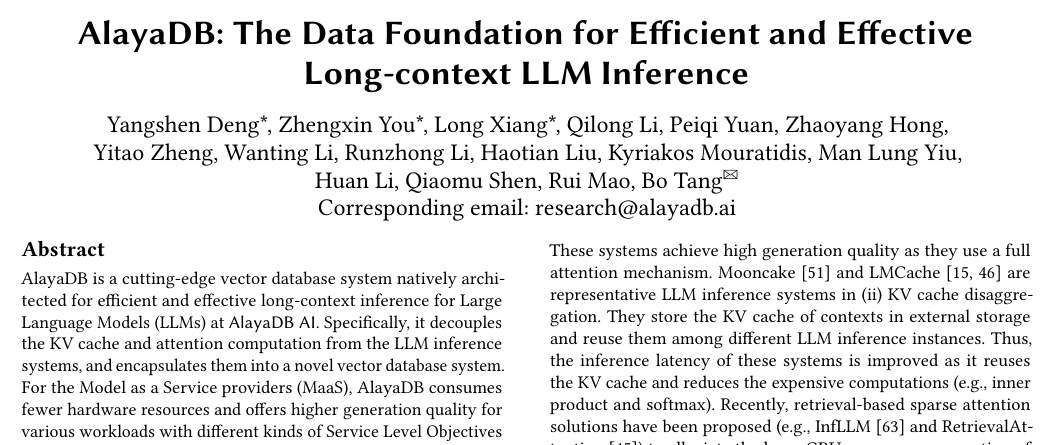 AlayaDB: The Data Foundation for Efficient and Effective
Long-context LLM Inference
Yangshen Deng*, Zhengxin You*, Long Xiang*, Qilong Li, Peiqi Yuan, Zhaoyang Hong,
Yitao Zheng, Wanting Li, Runzhong Li, Haotian Liu, Kyriakos Mouratidis, Man Lung Yiu,
Huan Li, Qiaomu Shen, Rui Mao, Bo Tang✉
Corresponding email: research@alayadb.ai
Abstract
AlayaDB is a cutting-edge vector database system natively archi-
tected for efficient and effective long-context inference for Large
Language Models (LLMs) at AlayaDB AI. Specifically, it decouples
the KV cache and attention computation from the LLM inference
systems, and encapsulates them into a novel vector database system.
For the Model as a Service providers (MaaS), AlayaDB consumes
fewer hardware resources and offers higher generation quality for
various workloads with different kinds of Service Level Objectives
These systems achieve high generation quality as they use a full
attention mechanism. Mooncake [51] and LMCache [15, 46] are
representative LLM inference systems in (ii) KV cache disaggre-
gation. They store the KV cache of contexts in external storage
and reuse them among different LLM inference instances. Thus,
the inference latency of these systems is improved as it reuses
the KV cache and reduces the expensive computations (e.g., inner
product and softmax). Recently, retrieval-based sparse attention
solutions have been proposed (e.g., InfLLM [63] and RetrievalAt-